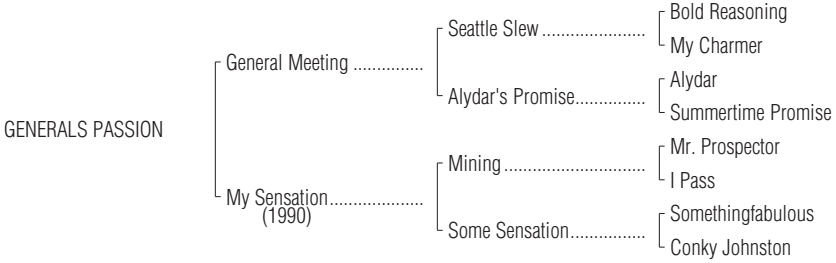 Bold Reasoning
Seattle Slew ......................
My Charmer
General Meeting ...............
Alydar
Alydar's Promise...............
Summertime Promise
GENERALS PASSION
Mr. Prospector
Mining ..............................
I Pass
My Sensation....................
(1990)
Somethingfabulous
Some Sensation................
Conky Johnston